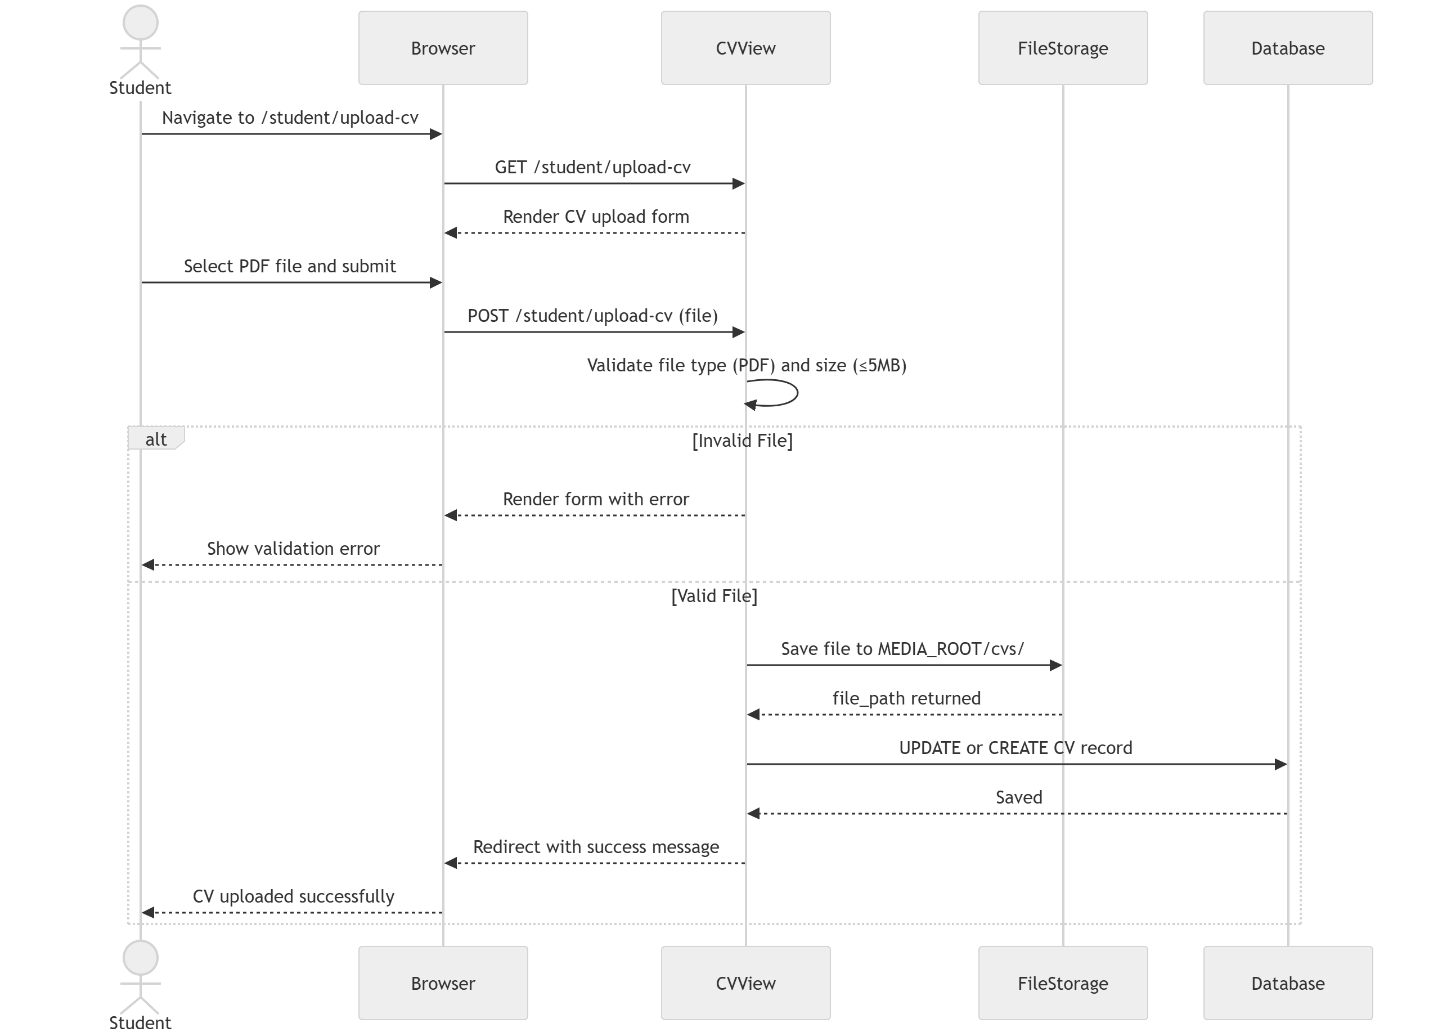 Student
Browser
CVView
FileStorage
Database
Navigate to /student/upload-cv
GET /student/upload-cv
Render CV upload form
Select PDF file and submit
POST /student/upload-cv (file)
Validate file type (PDF) and size (≤5MB)
alt
[Invalid File]
Render form with error
Show validation error
[Valid File]
Save file to MEDIA_ROOT/cvs/
file_path returned
UPDATE or CREATE CV record
Saved
Redirect with success message
CV uploaded successfully
Student
Browser
CVView
FileStorage
Database